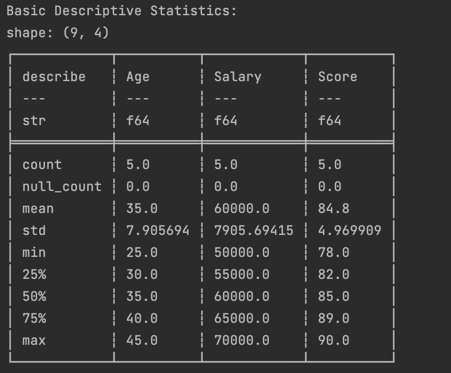 Basic Descriptive Statistics:
shape: (9, 4)
describe ┆ Age ┆ Salary ┆ Score
--- ┆ --- ┆ --- ┆ ---
str ┆ f64 ┆ f64 ┆ f64
count ┆ 5.0 ┆ 5.0 ┆ 5.0
null_count ┆ 0.0 ┆ 0.0 ┆ 0.0
mean ┆ 35.0 ┆ 60000.0 ┆ 84.8
std ┆ 7.905694 ┆ 7905.69415 ┆ 4.969909
min ┆ 25.0 ┆ 50000.0 ┆ 78.0
25% ┆ 30.0 ┆ 55000.0 ┆ 82.0
50% ┆ 35.0 ┆ 60000.0 ┆ 85.0
75% ┆ 40.0 ┆ 65000.0 ┆ 89.0
max ┆ 45.0 ┆ 70000.0 ┆ 90.0